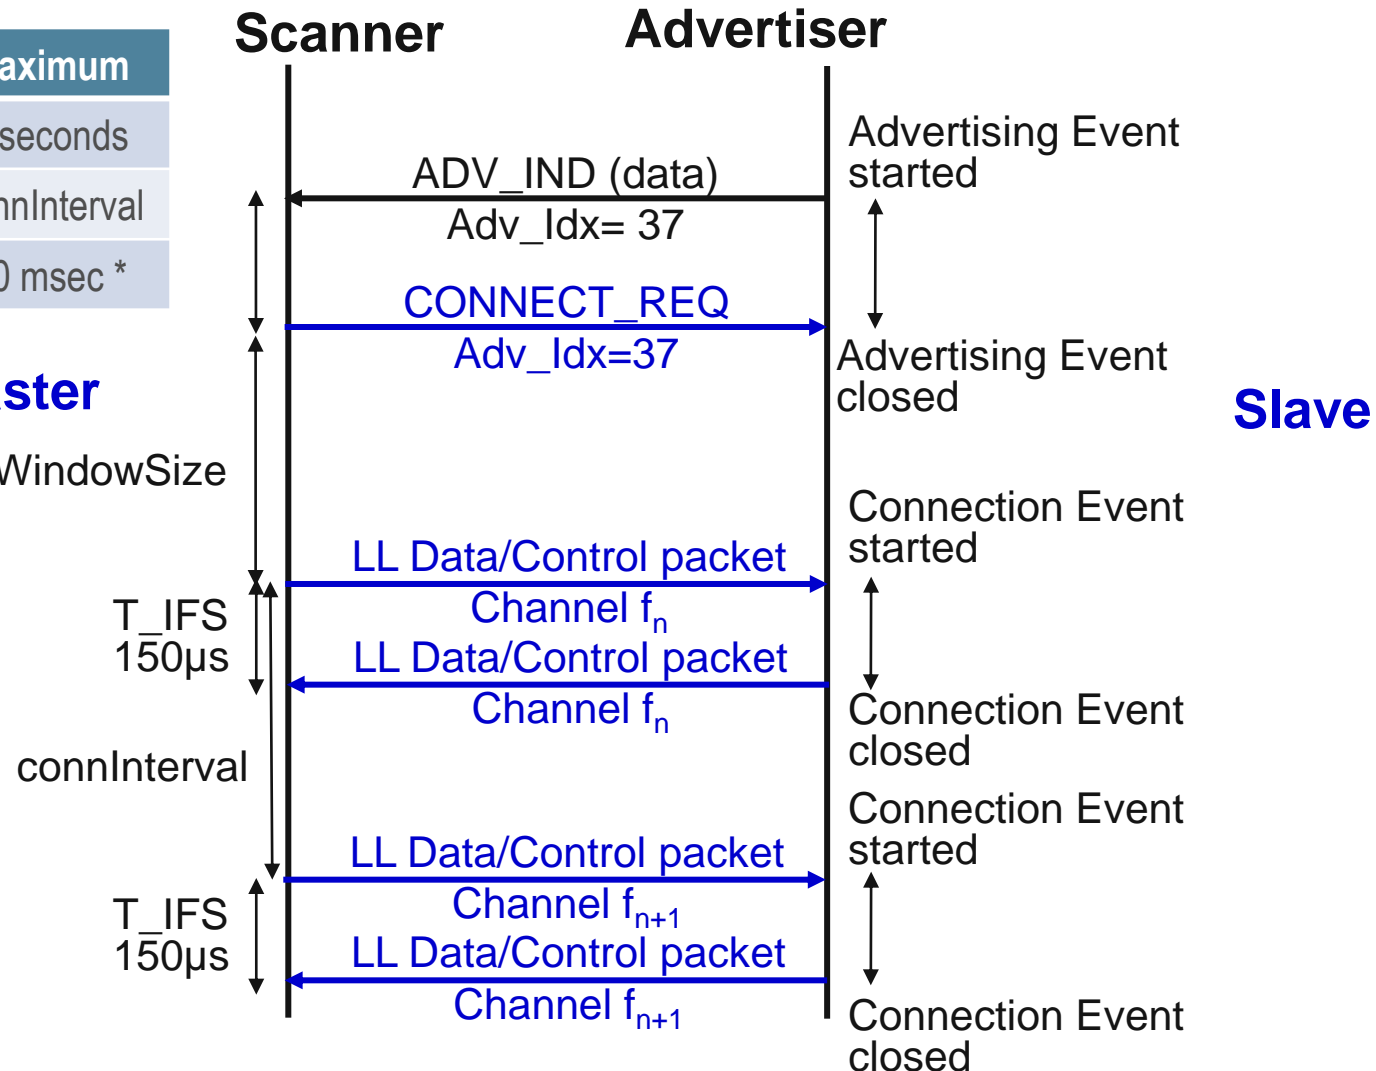 Scanner
Advertiser
aximum
seconds
nnInterval
0 msec *
Advertising Event
started
ADV_IND (data)
Adv_Idx= 37
CONNECT_REQ
Adv_Idx=37
Advertising Event
closed
ster
Slave
WindowSize
Connection Event
started
LL Data/Control packet
Channel fn
T_IFS
150µs
LL Data/Control packet
Channel fn
Connection Event
closed
connInterval
Connection Event
started
LL Data/Control packet
Channel fn+1
T_IFS
150µs
LL Data/Control packet
Channel fn+1
Connection Event
closed